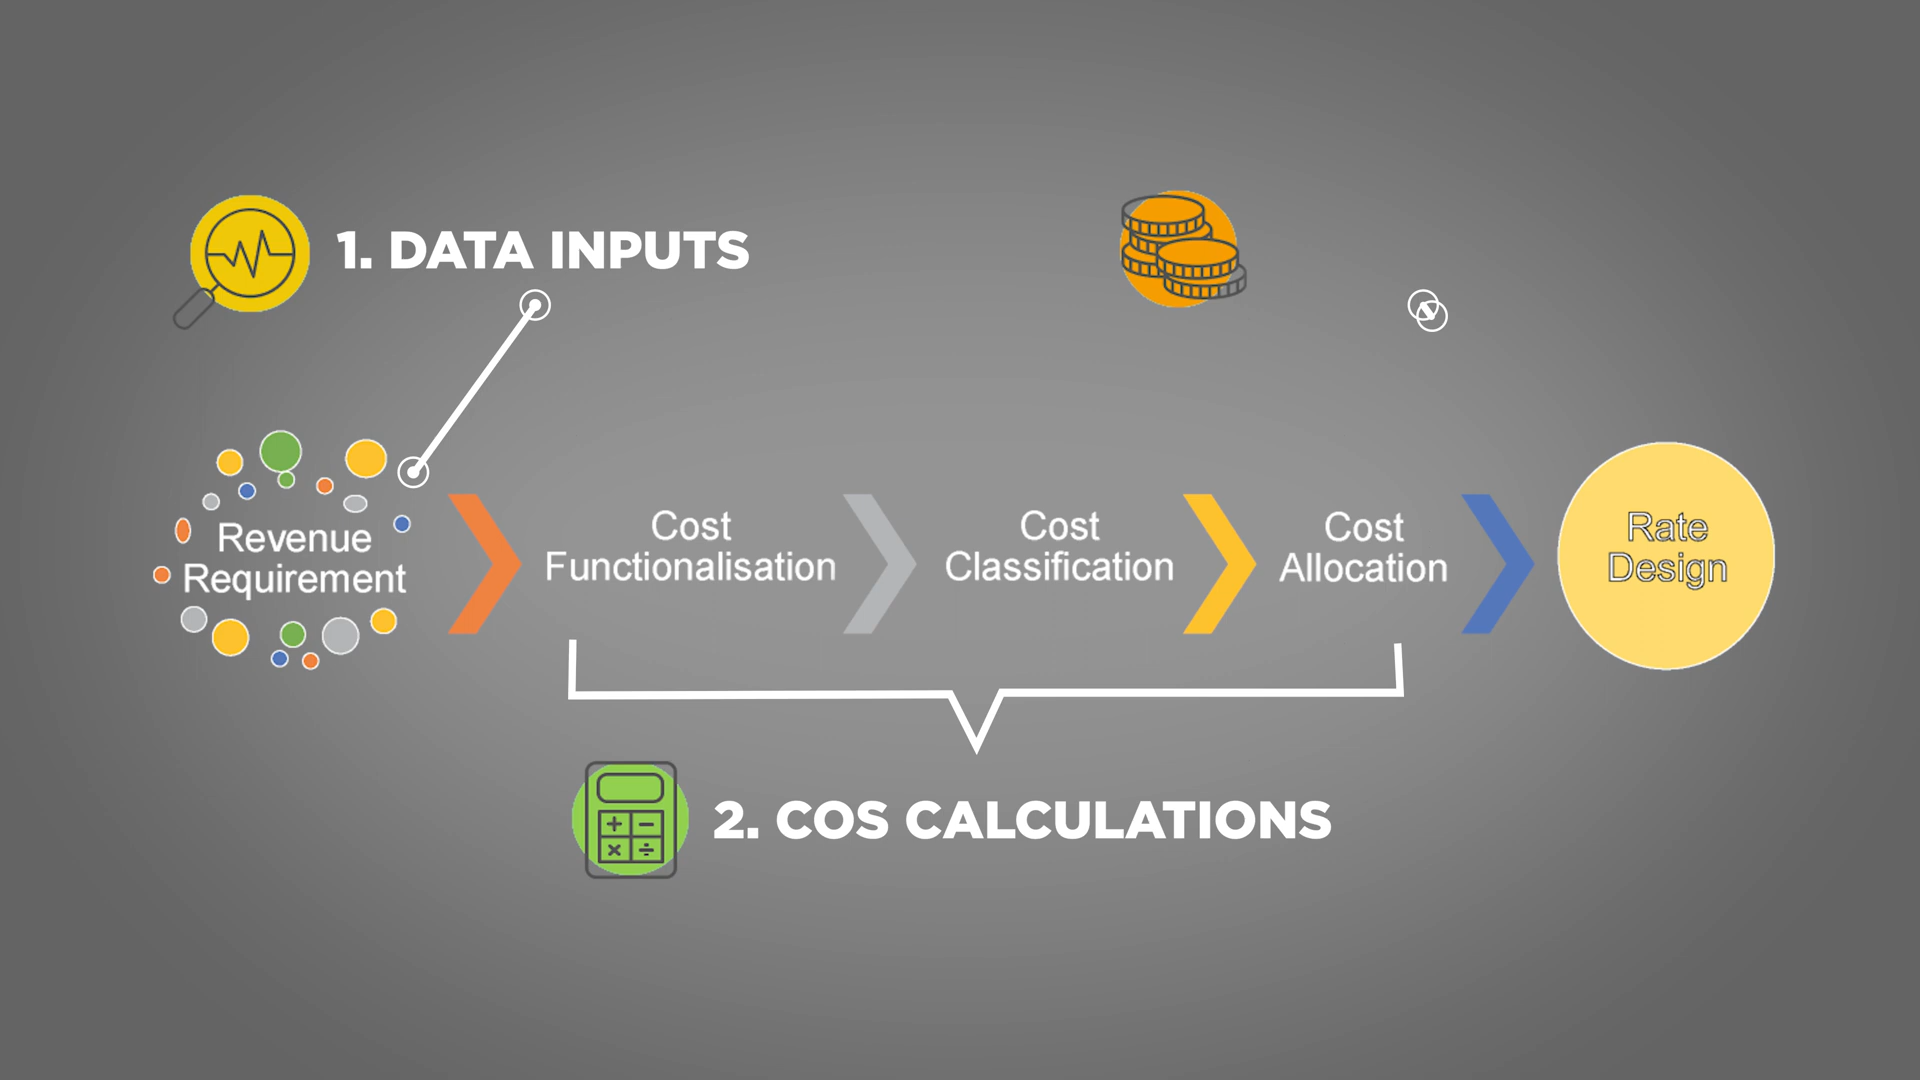 1. DATA INPUTS
Revenue
Requirement
Cost
Functionalisation
Cost
Classification
Cost
Allocation
Rate
Design
2. COS CALCULATIONS